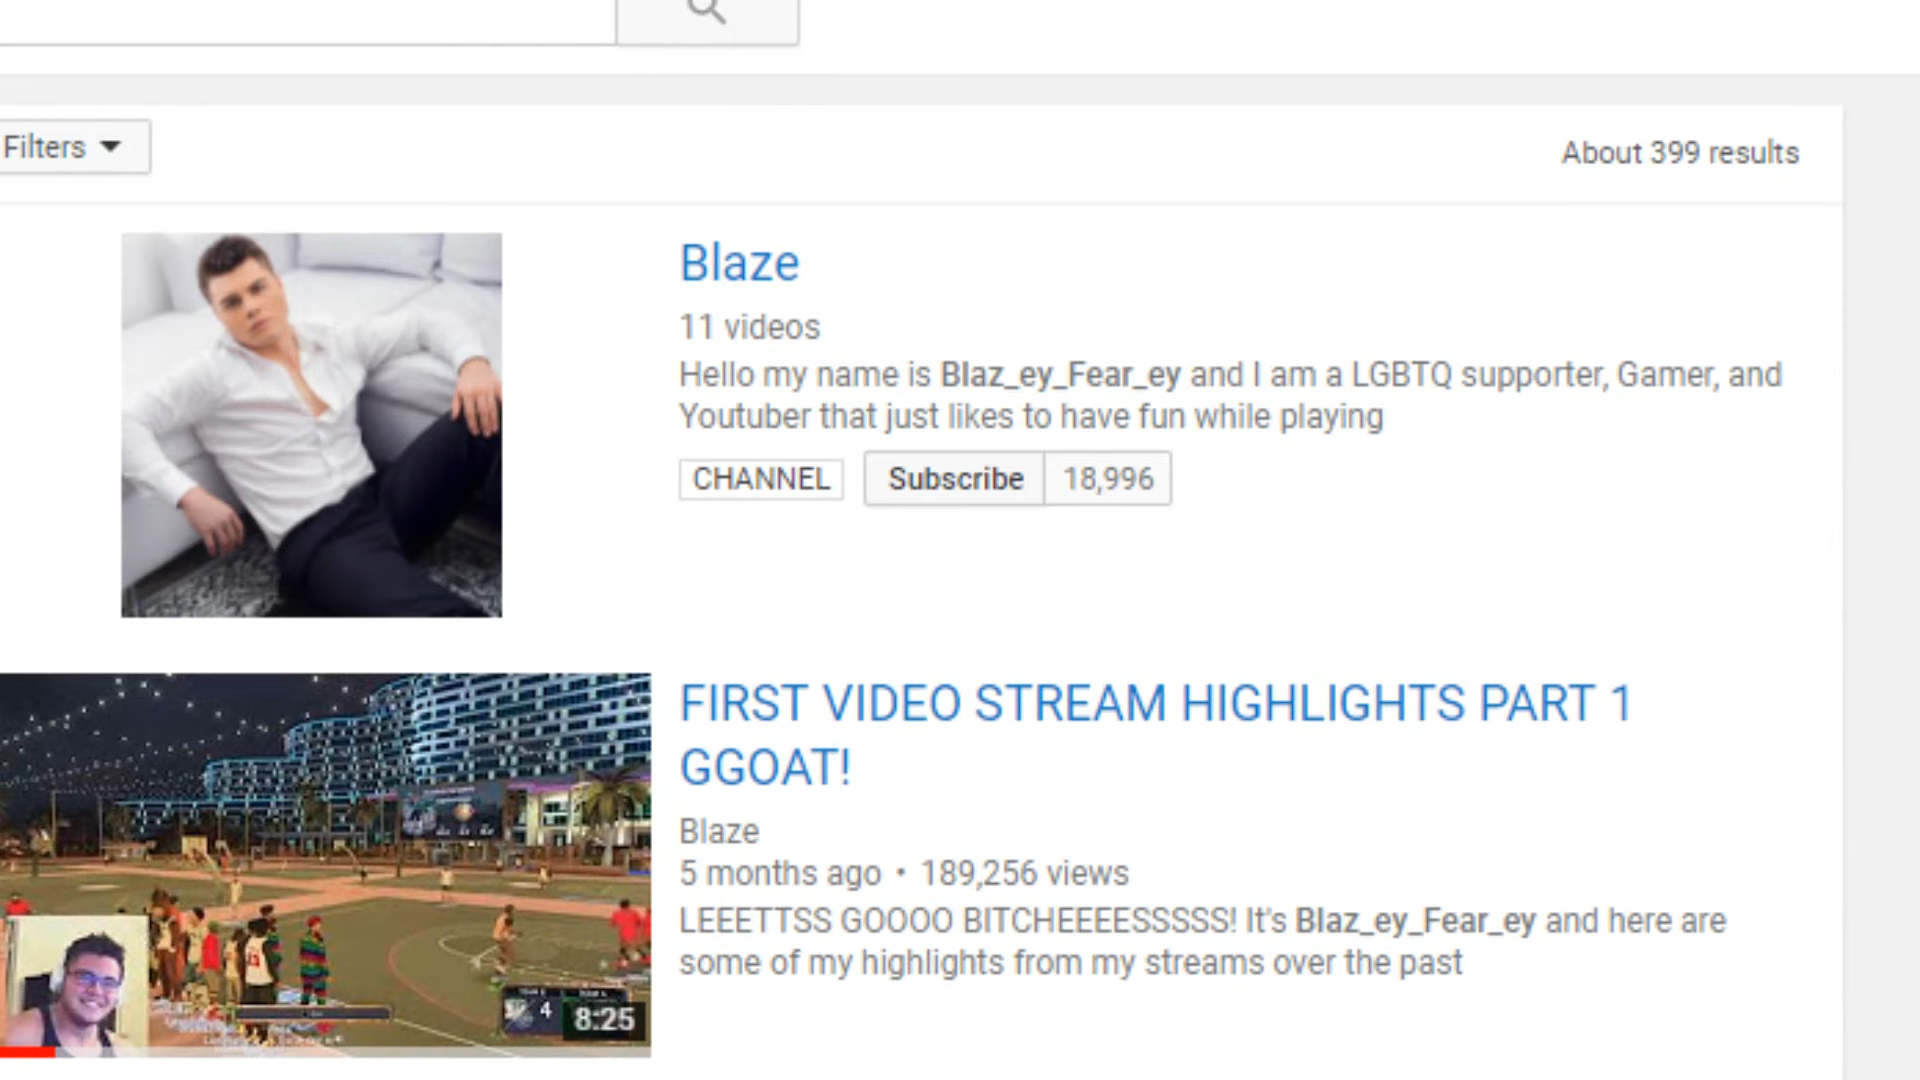 Filters
About 399 results
Blaze
11 videos
Hello my name is Blaz_ey_Fear_ey and I am a LGBTQ supporter, Gamer, and
Youtuber that just likes to have fun while playing
CHANNEL Subscribe 18,996
FIRST VIDEO STREAM HIGHLIGHTS PART 1
GGOAT!
Blaze
5 months ago • 189,256 views
LEEETTSS GOOOO BITCHEEEESSSSS! It's Blaz_ey_Fear_ey and here are
some of my highlights from my streams over the past
4
8:25